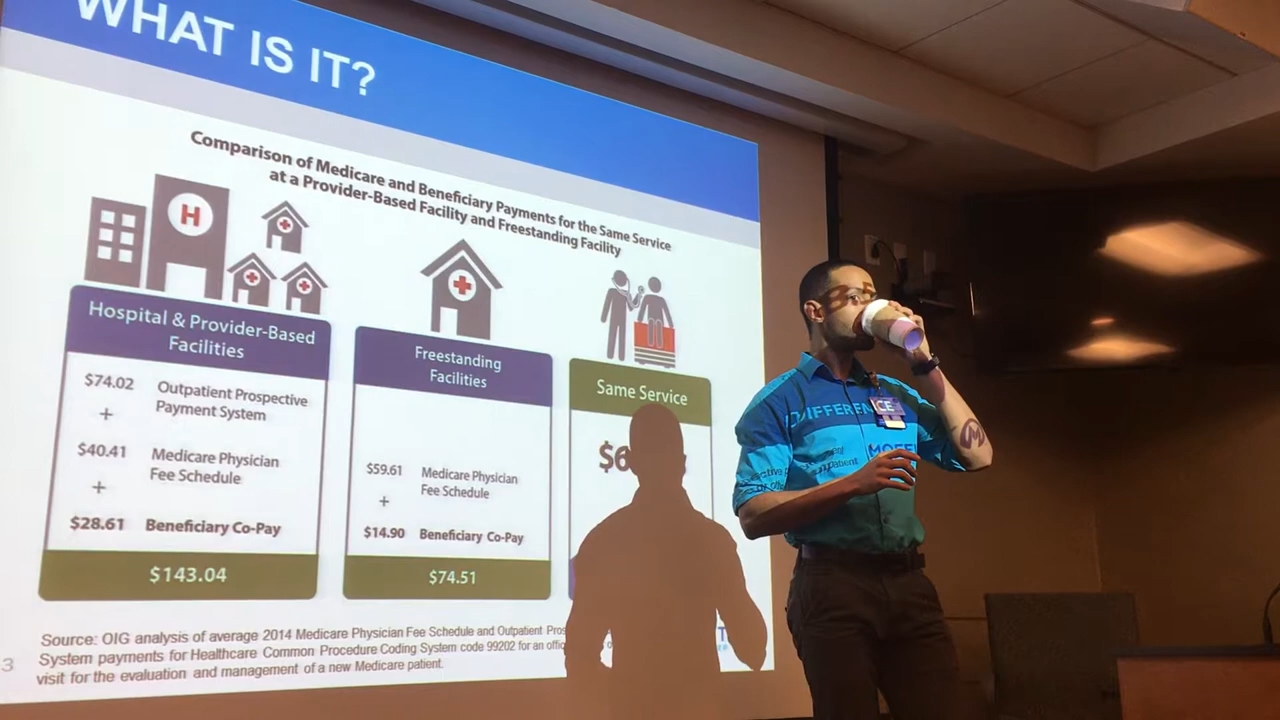 WHAT IS IT?
Comparison of Medicare and Beneficiary Payments for the Same Service
at a Provider-Based Facility and Freestanding Facility
H
Hospital & Provider-Based
Facilities
$74.02 Outpatient Prospective
Payment System
+
$40.41 Medicare Physician
Fee Schedule
+
$28.61 Beneficiary Co-Pay
$143.04
Freestanding
Facilities
$59.61 Medicare Physician
Fee Schedule
+
$14.90 Beneficiary Co-Pay
$74.51
Same Service
$6
Source: OIG analysis of average 2014 Medicare Physician Fee Schedule and Outpatient
System payments for Healthcare Common Procedure Coding System code 99202 for an
visit for the evaluation and management of a new Medicare patient.
3
CE
M